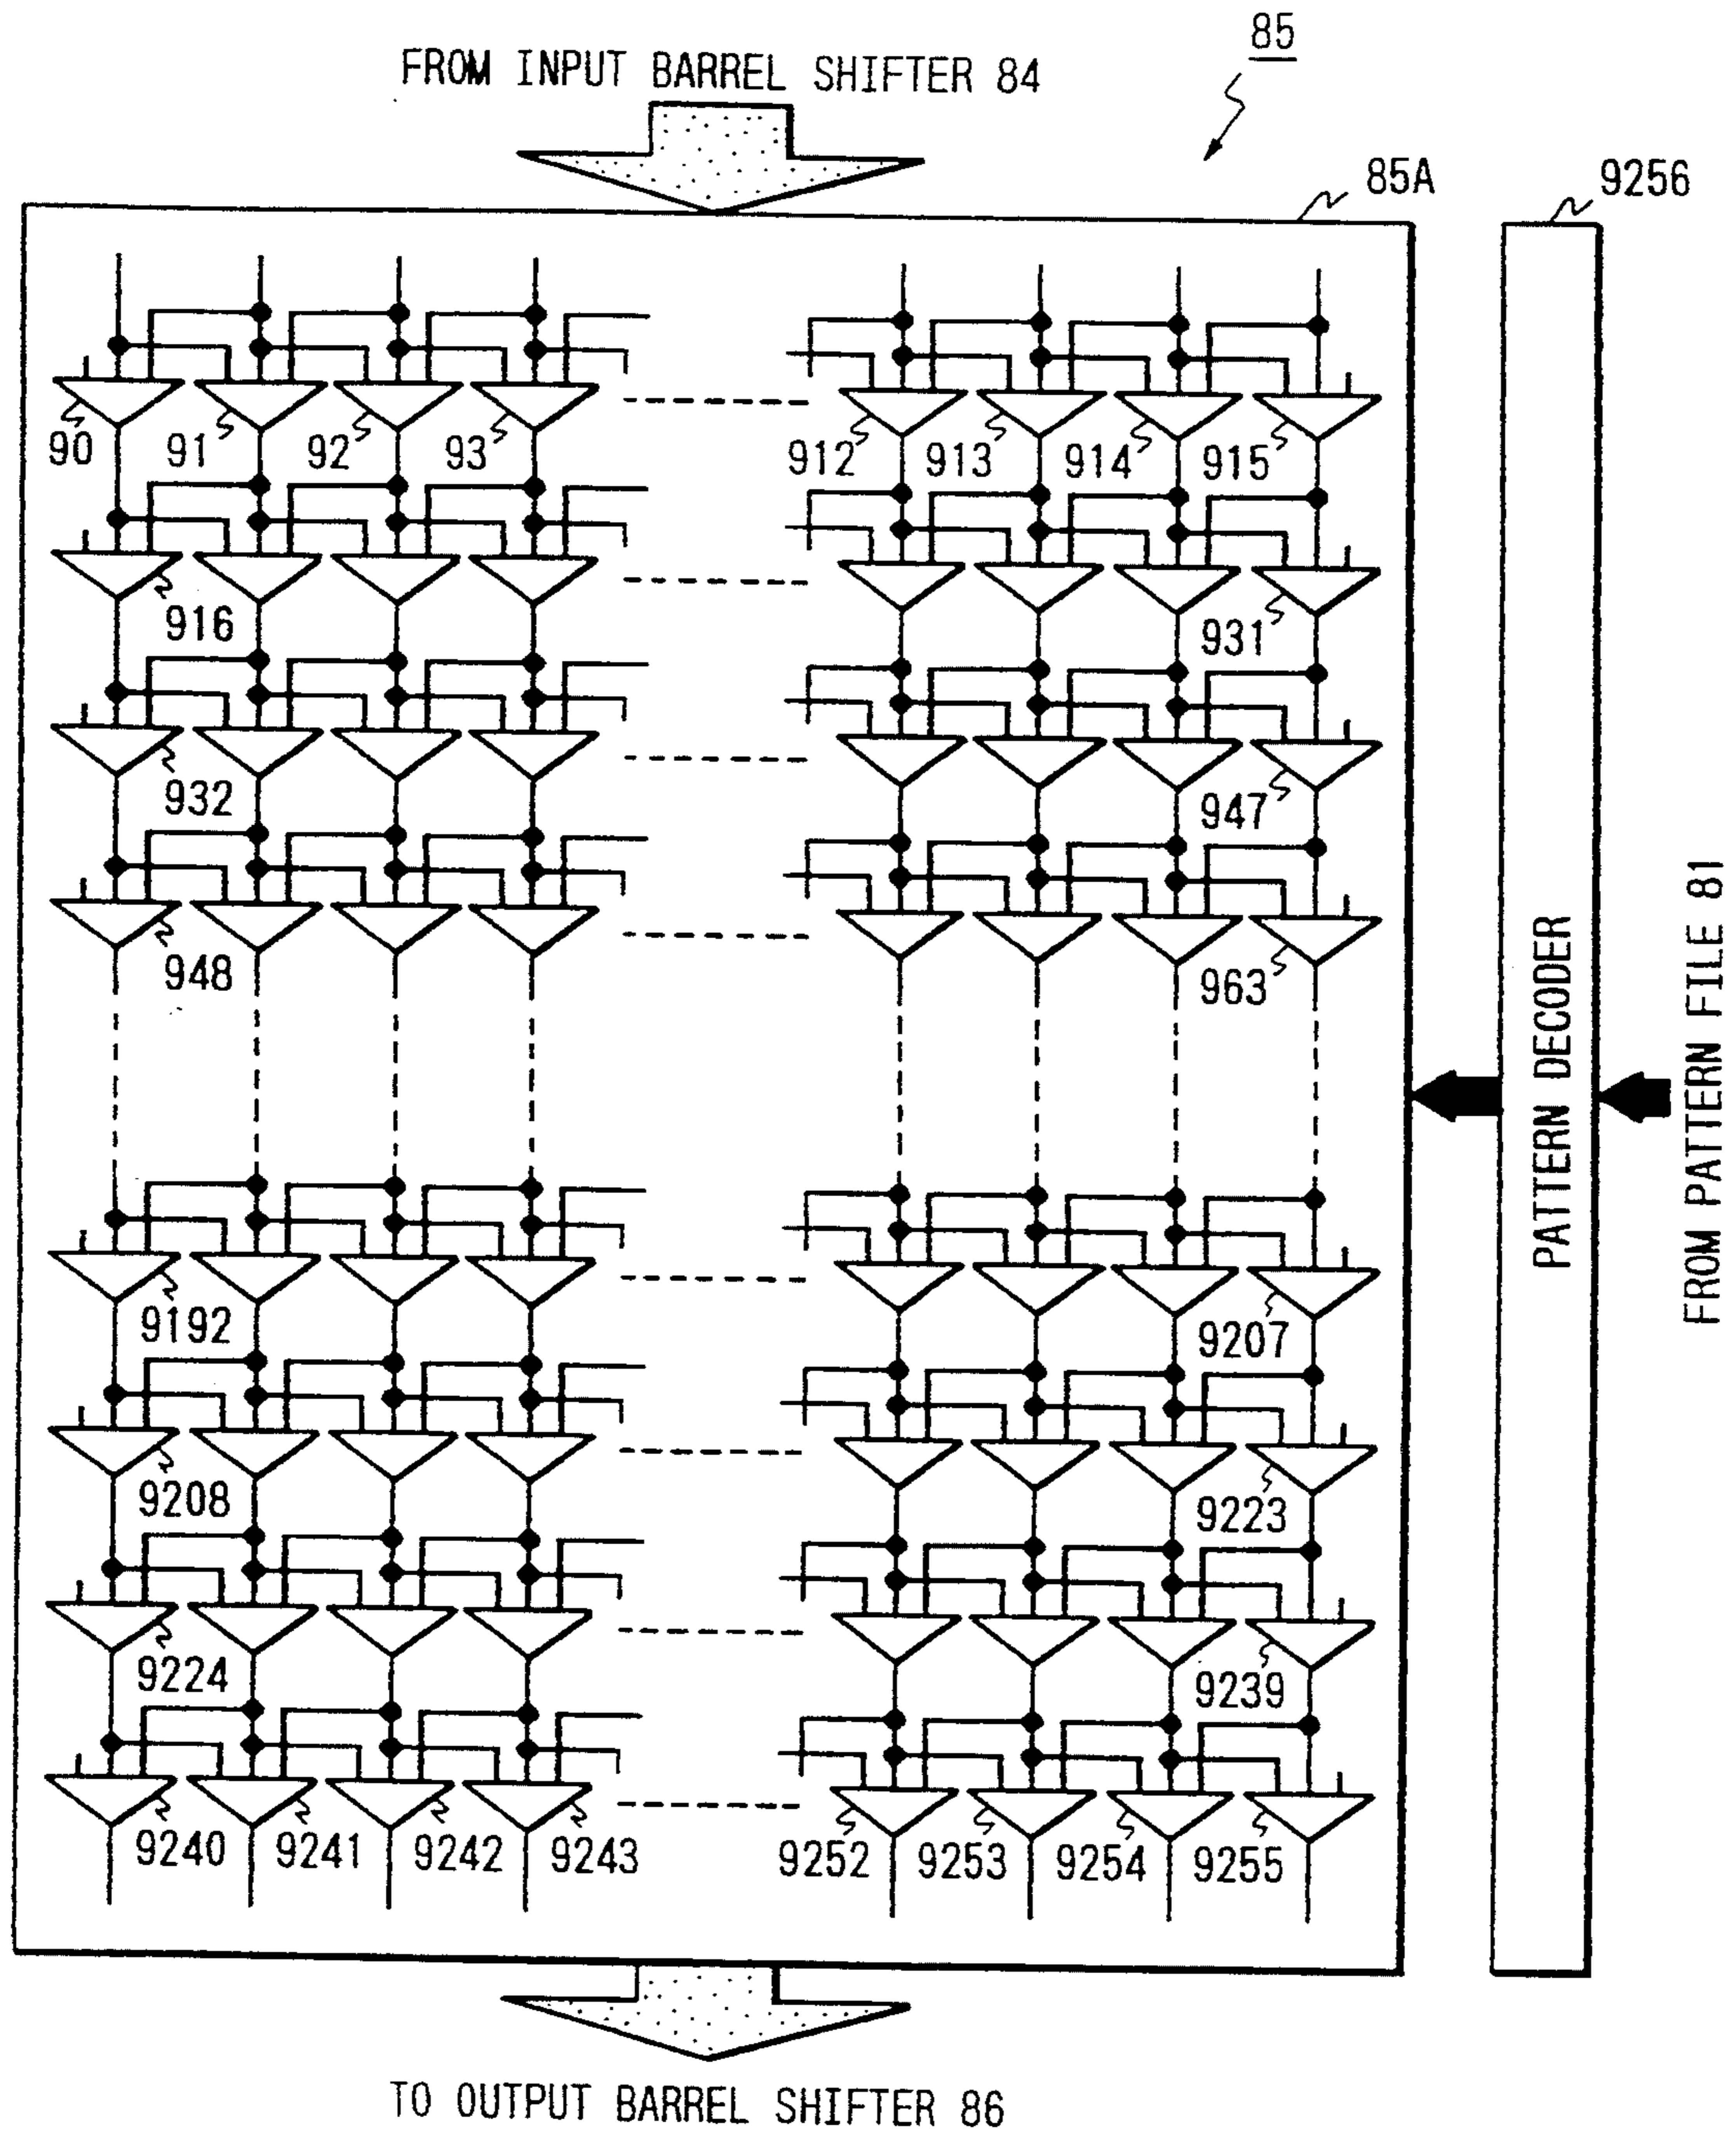 85
FROM INPUT BARREL SHIFTER 84
85A
9256
90 91 92 93 912 913 914 915
916 931
932 947
948 963
9192 9207
9208 9223
9224 9239
9240 9241 9242 9243 9252 9253 9254 9255
PATTERN DECODER
FROM PATTERN FILE 81
TO OUTPUT BARREL SHIFTER 86